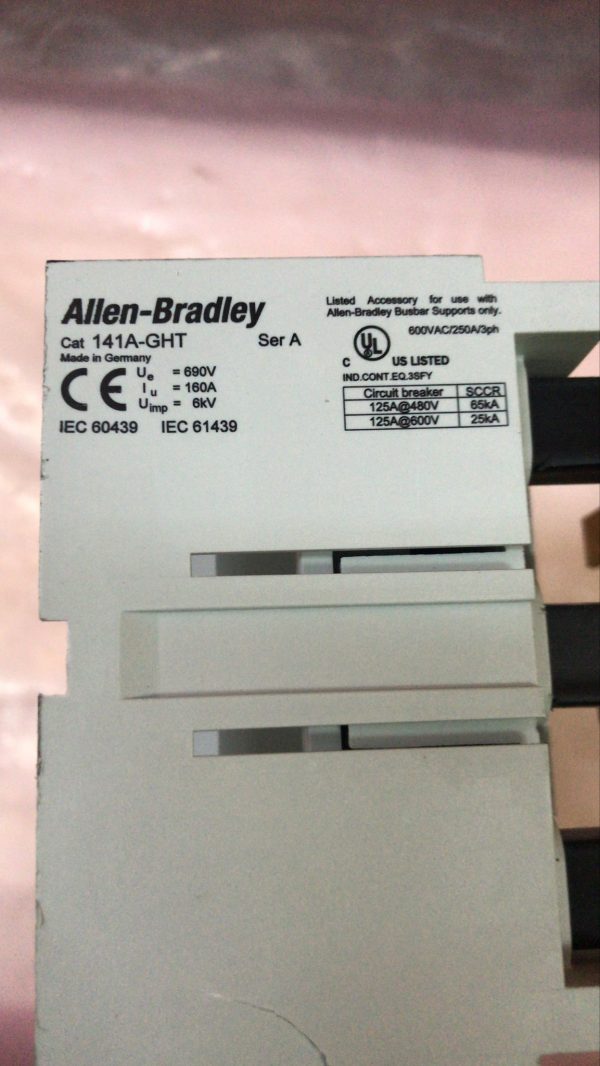 Allen-Bradley
Cat 141A-GHT Ser A
Made in Germany
CE
Ue = 690V
Iu = 160A
Uimp = 6kV
IEC 60439 IEC 61439
Listed Accessory for use with
Allen-Bradley Busbar Supports only.
600VAC/250A/3ph
C UL US LISTED
IND.CONT.EQ.3SFY
Circuit breaker SCCR
125A@480V 65kA
125A@600V 25kA